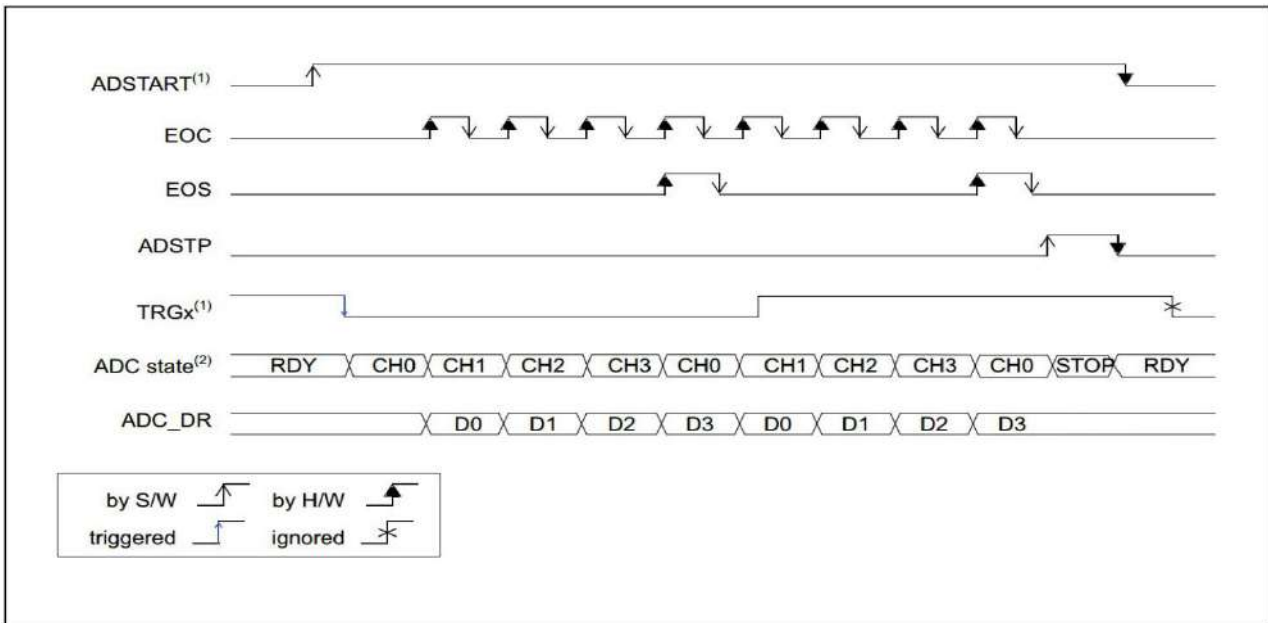 ADSTART(1)
EOC
EOS
ADSTP
TRGx(1)
ADC state(2) RDY CH0 CH1 CH2 CH3 CH0 CH1 CH2 CH3 CH0 STOP RDY
ADC_DR D0 D1 D2 D3 D0 D1 D2 D3
by S/W by H/W
triggered ignored